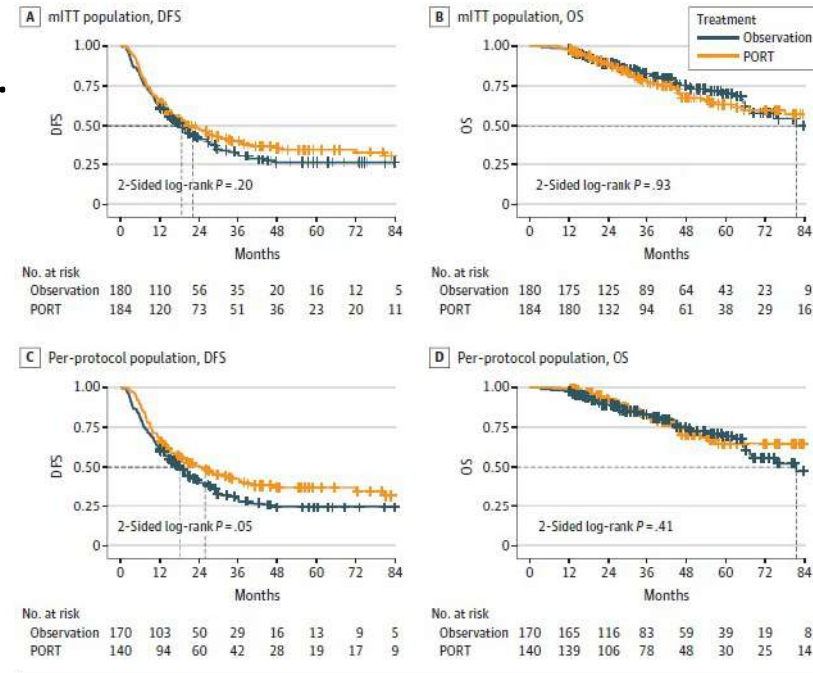 A mITT population, DFS
1.00
0.75
0.50
0.25
0
DFS
2-Sided log-rank P = .20
0 12 24 36 48 60 72 84
Months
No. at risk
Observation 180 110 56 35 20 16 12 5
PORT 184 120 73 51 36 23 20 11
B mITT population, OS
Treatment
Observation
PORT
1.00
0.75
0.50
0.25
0
OS
2-Sided log-rank P = .93
0 12 24 36 48 60 72 84
Months
180 175 125 89 64 43 23 9
184 180 132 94 61 38 29 16
No. at risk
Observation
PORT
C Per-protocol population, DFS
1.00
0.75
0.50
0.25
0
DFS
2-Sided log-rank P = .05
0 12 24 36 48 60 72 84
Months
No. at risk
Observation 170 103 50 29 16 13 9 5
PORT 140 94 60 42 28 19 17 9
D Per-protocol population, OS
1.00
0.75
0.50
0.25
0
OS
2-Sided log-rank P = .41
0 12 24 36 48 60 72 84
Months
No. at risk
Observation 170 165 116 83 59 39 19 8
PORT 140 139 106 78 48 30 25 14